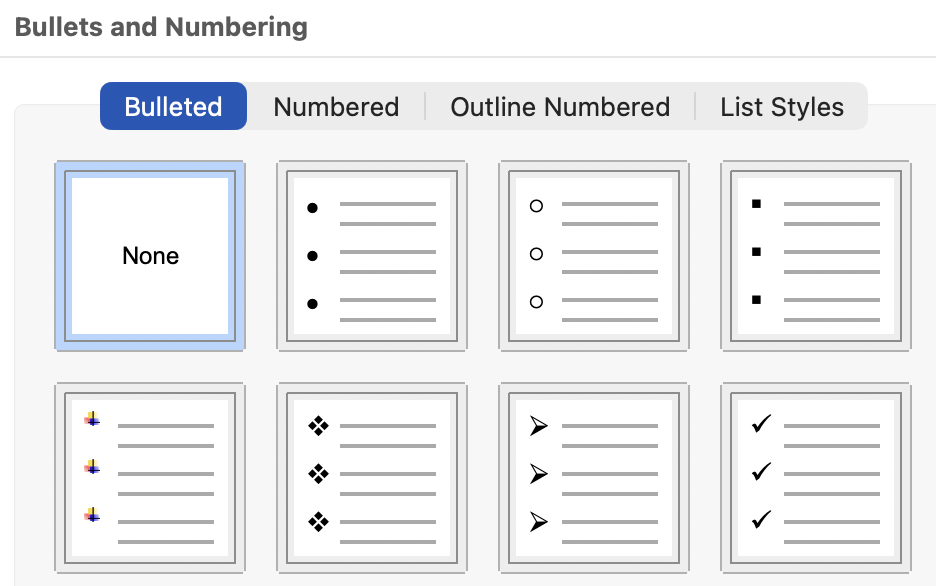 Bullets and Numbering
Bulleted Numbered Outline Numbered List Styles
None